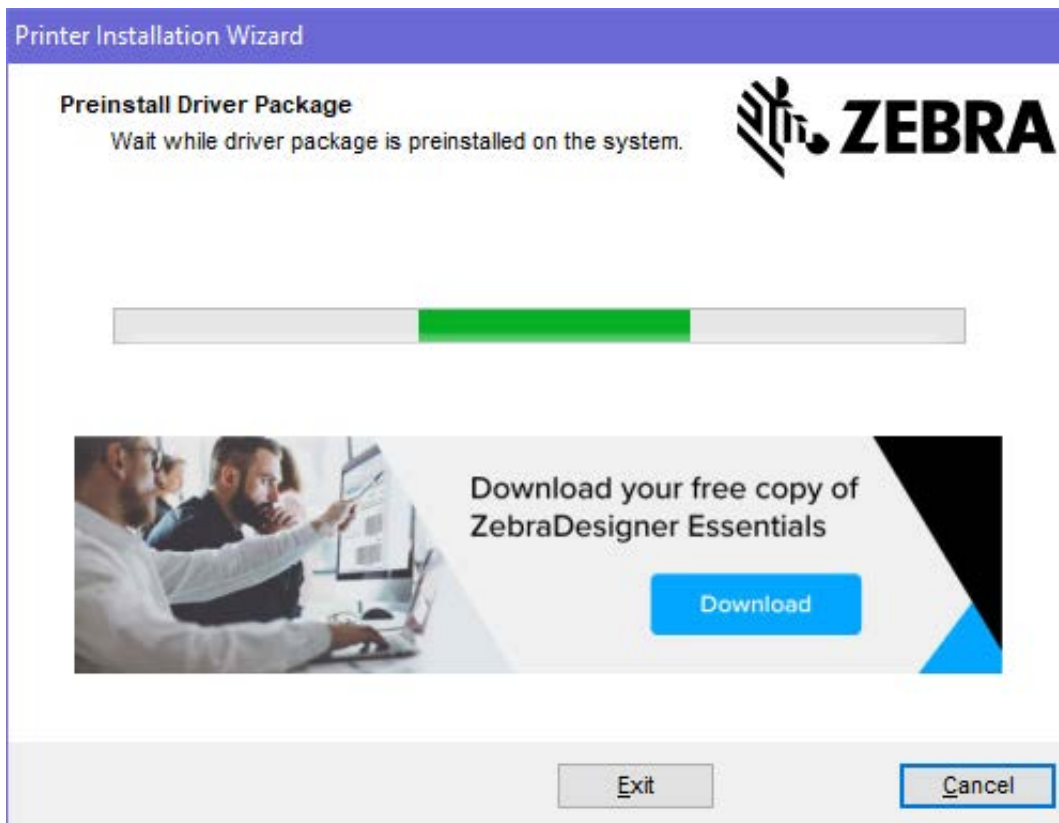 Printer Installation Wizard
Preinstall Driver Package
Wait while driver package is preinstalled on the system.
ZEBRA
Download your free copy of
ZebraDesigner Essentials
Download
Exit
Cancel